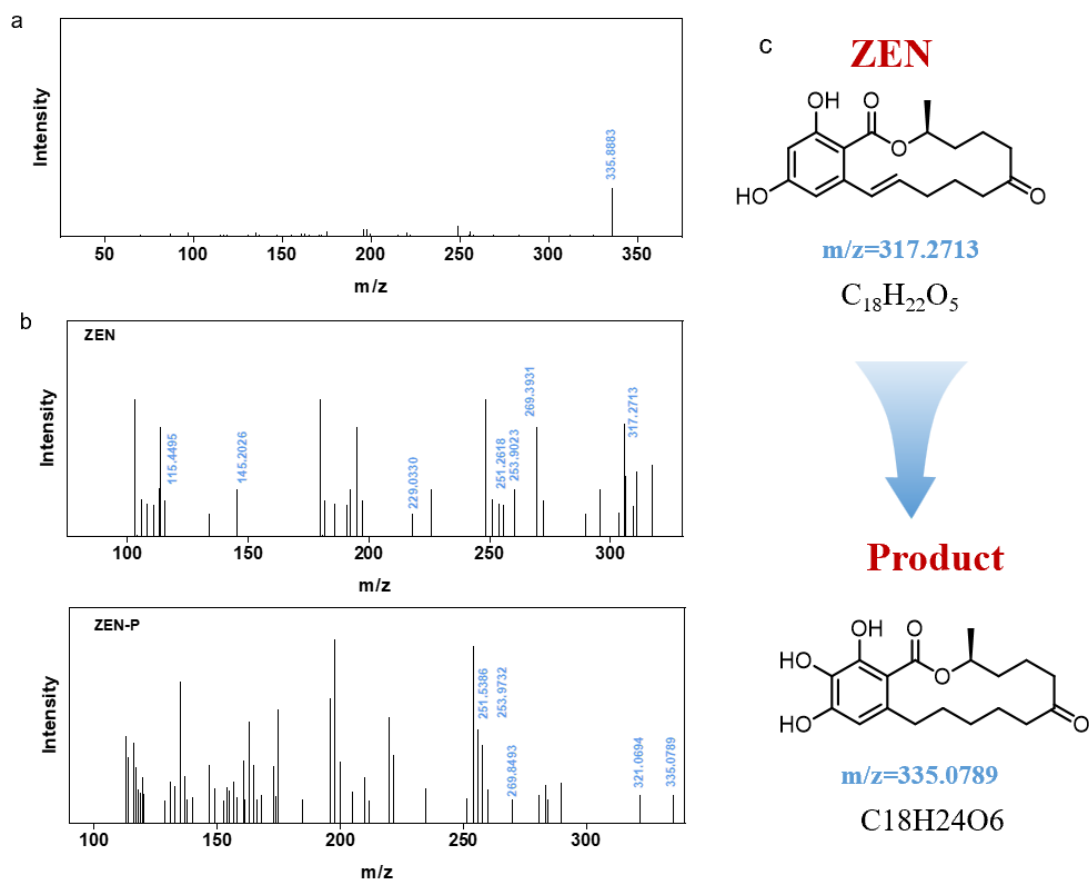 a
Intensity
335.8883
50 100 150 200 250 300 350
m/z
b
ZEN
Intensity
115.4495
145.2026
229.0330
251.2618
253.9023
269.3931
317.2713
100 150 200 250 300
m/z
ZEN-P
Intensity
251.5386
253.9732
269.8493
321.0694
335.0789
100 150 200 250 300
m/z
c
ZEN
OH O
O
HO O
m/z=317.2713
C₁₈H₂₂O₅
Product
OH O
HO O
HO O
m/z=335.0789
C18H24O6